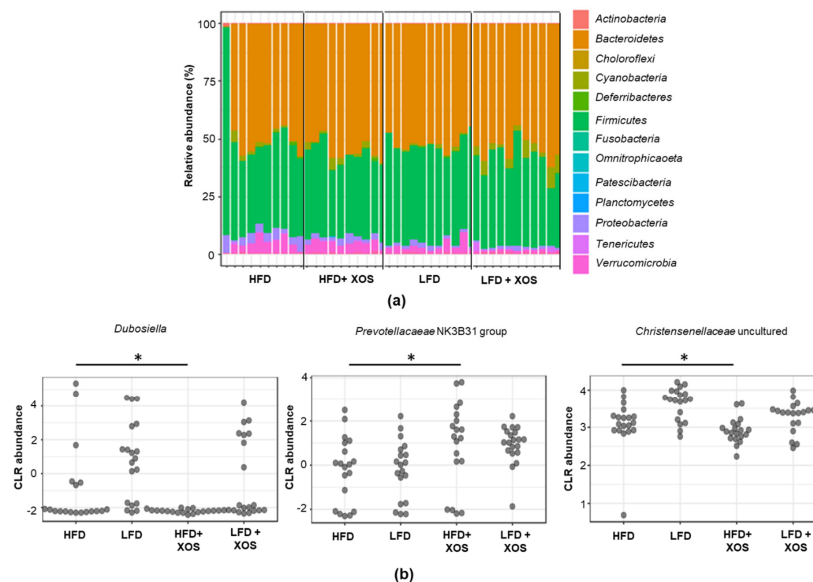 100
75
50
25
0
Relative abundance (%)
HFD
HFD+ XOS
LFD
LFD + XOS
Actinobacteria
Bacteroidetes
Choloroflexi
Cyanobacteria
Deferribacteres
Firmicutes
Fusobacteria
Omnitrophicaeota
Patescibacteria
Planctomycetes
Proteobacteria
Tenericutes
Verrucomicrobia
(a)
Dubosiella
*
CLR abundance
4
2
0
-2
HFD
LFD
HFD+
XOS
LFD +
XOS
Prevotellacaeae NK3B31 group
*
CLR abundance
4
2
0
-2
HFD
LFD
HFD+
XOS
LFD +
XOS
Christensenellaceae uncultured
*
CLR abundance
4
3
2
1
HFD
LFD
HFD+
XOS
LFD +
XOS
(b)